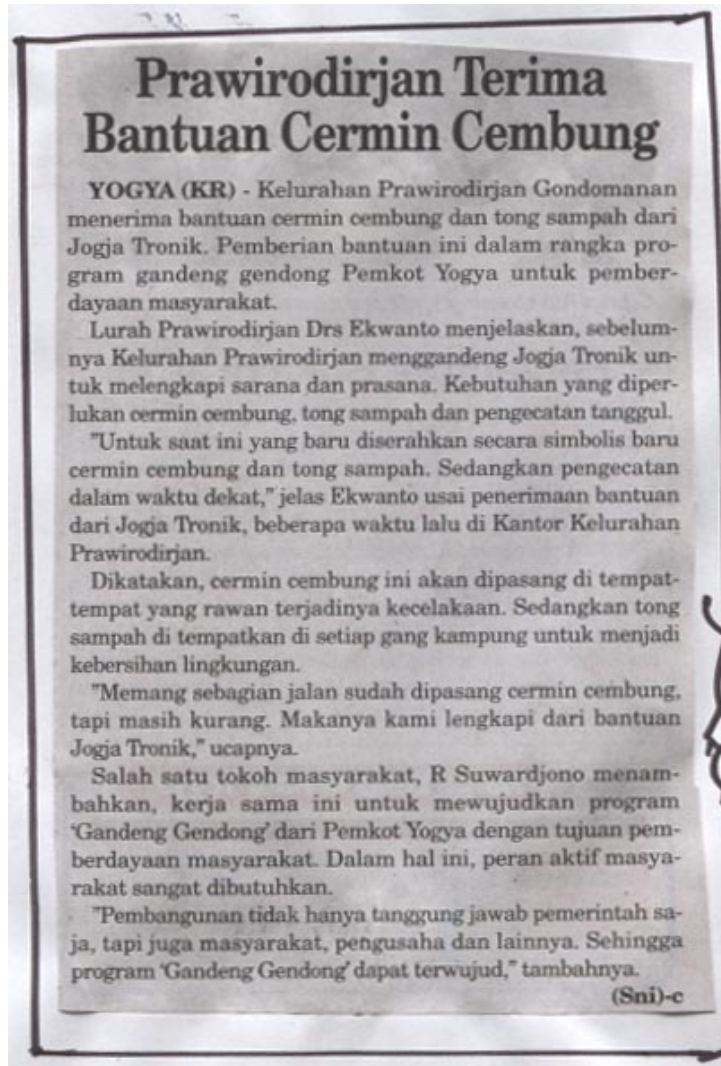 Prawirodirjan Terima
Bantuan Cermin Cembung
YOGYA (KR) - Kelurahan Prawirodirjan Gondomanan
menerima bantuan cermin cembung dan tong sampah dari
Jogja Tronik. Pemberian bantuan ini dalam rangka pro-
gram gandeng gendong Pemkot Yogya untuk pember-
dayaan masyarakat.
Lurah Prawirodirjan Drs Ekwanto menjelaskan, sebelum-
nya Kelurahan Prawirodirjan menggandeng Jogja Tronik un-
tuk melengkapi sarana dan prasana. Kebutuhan yang diper-
lukan cermin cembung, tong sampah dan pengecatan tanggul.
"Untuk saat ini yang baru diserahkan secara simbolis baru
cermin cembung dan tong sampah. Sedangkan pengecatan
dalam waktu dekat," jelas Ekwanto usai penerimaan bantuan
dari Jogja Tronik, beberapa waktu lalu di Kantor Kelurahan
Prawirodirjan.
Dikatakan, cermin cembung ini akan dipasang di tempat-
tempat yang rawan terjadinya kecelakaan. Sedangkan tong
sampah di tempatkan di setiap gang kampung untuk menjadi
kebersihan lingkungan.
"Memang sebagian jalan sudah dipasang cermin cembung,
tapi masih kurang. Makanya kami lengkapi dari bantuan
Jogja Tronik," ucapnya.
Salah satu tokoh masyarakat, R Suwardjono menam-
bahkan, kerja sama ini untuk mewujudkan program
'Gandeng Gendong' dari Pemkot Yogya dengan tujuan pem-
berdayaan masyarakat. Dalam hal ini, peran aktif masya-
rakat sangat dibutuhkan.
"Pembangunan tidak hanya tanggung jawab pemerintah sa-
ja, tapi juga masyarakat, pengusaha dan lainnya. Sehingga
program 'Gandeng Gendong' dapat terwujud," tambahnya.
(Sni)-c